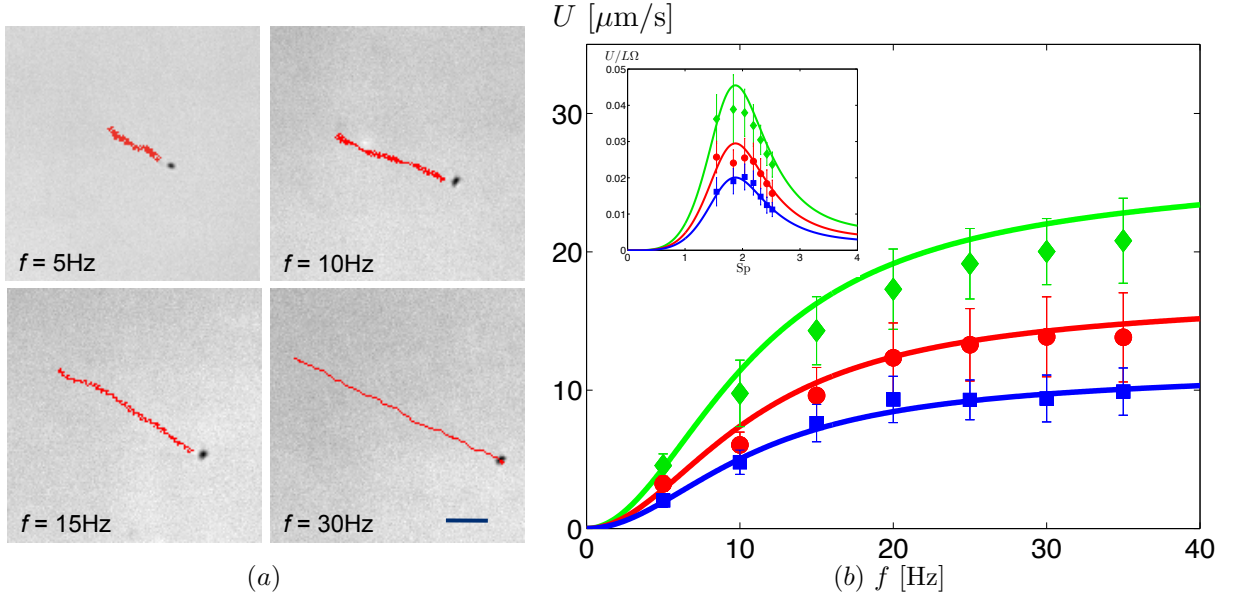 f = 5Hz
f = 10Hz
f = 15Hz
f = 30Hz
(a)
U [μm/s]
30
20
10
0
0 10 20 30 40
(b) f [Hz]
U/LΩ
0.05
0.04
0.03
0.02
0.01
0
0 1 2 3 4
Sp